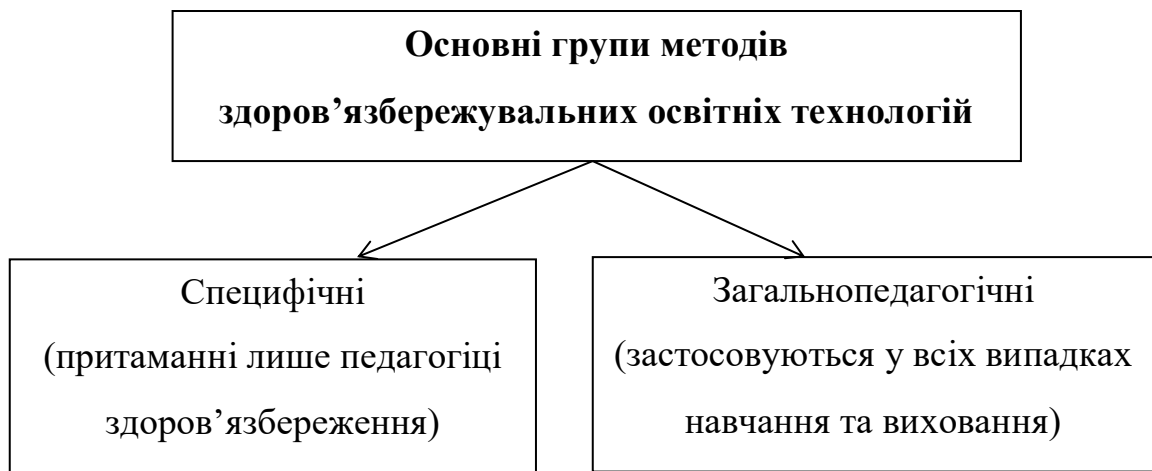 Основні групи методів
здоров’язбережувальних освітніх технологій
Специфічні
(притаманні лише педагогіці
здоров’язбереження)
Загальнопедагогічні
(застосовуються у всіх випадках
навчання та виховання)